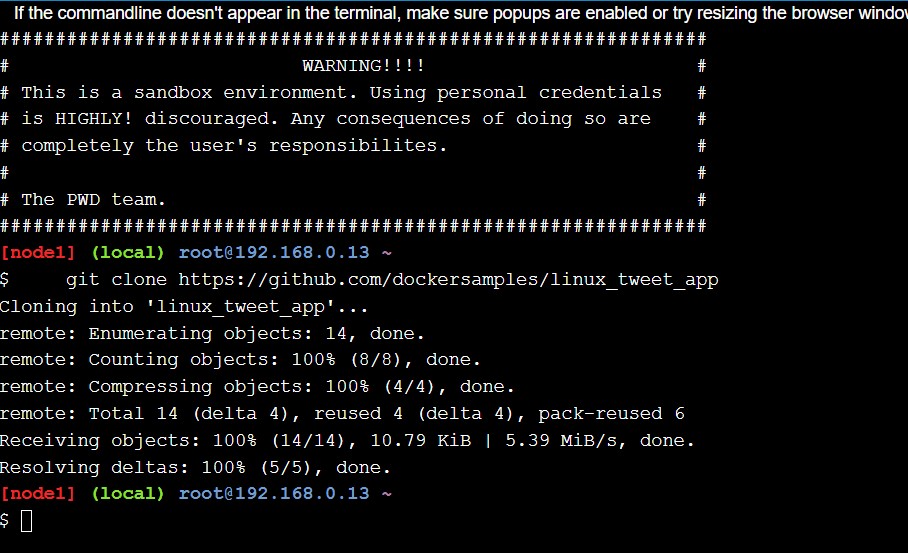 If the commandline doesn't appear in the terminal, make sure popups are enabled or try resizing the browser
###############################################################
# WARNING!!!! #
# This is a sandbox environment. Using personal credentials #
# is HIGHLY! discouraged. Any consequences of doing so are #
# completely the user's responsibilites. #
# #
# The PWD team. #
###############################################################
[node1] (local) root@192.168.0.13 ~
$ git clone https://github.com/dockersamples/linux_tweet_app
Cloning into 'linux_tweet_app'...
remote: Enumerating objects: 14, done.
remote: Counting objects: 100% (8/8), done.
remote: Compressing objects: 100% (4/4), done.
remote: Total 14 (delta 4), reused 4 (delta 4), pack-reused 6
Receiving objects: 100% (14/14), 10.79 KiB | 5.39 MiB/s, done.
Resolving deltas: 100% (5/5), done.
[node1] (local) root@192.168.0.13 ~
$